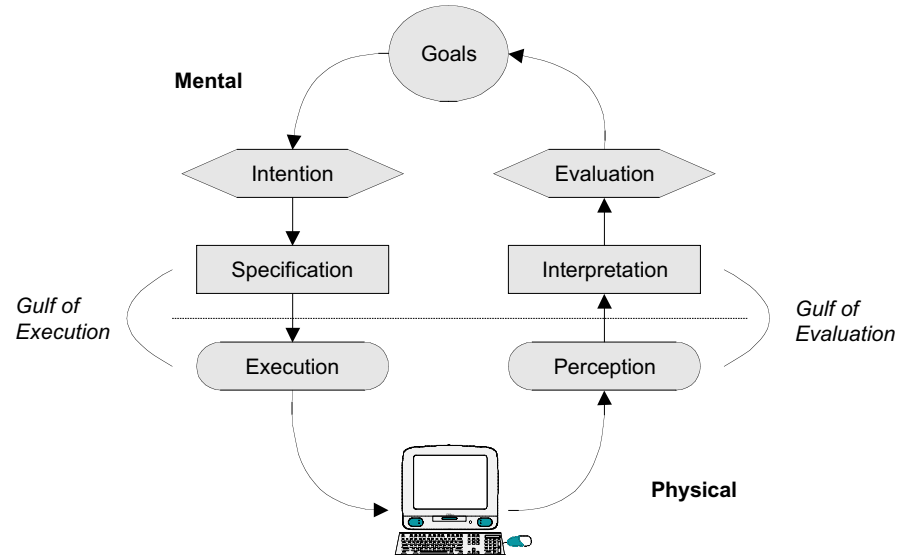 Goals
Mental
Intention
Evaluation
Specification
Interpretation
Gulf of
Execution
Gulf of
Evaluation
Execution
Perception
Physical